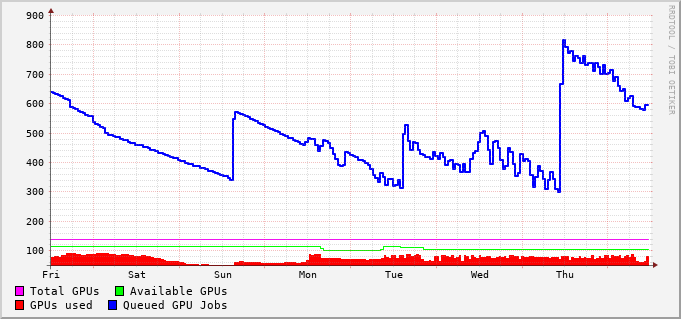 900
800
700
600
500
400
300
200
100
Fri Sat Sun Mon Tue Wed Thu
Total GPUs Available GPUs
GPUs used Queued GPU Jobs
RRDTOOL / TOBI OETIKER